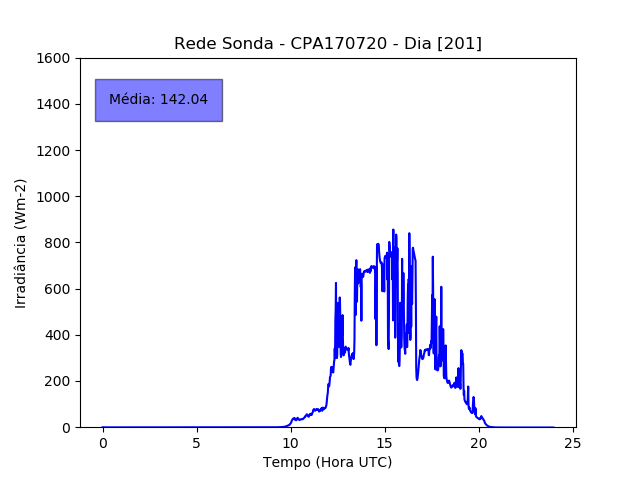 Rede Sonda - CPA170720 - Dia [201]
1600
1400
1200
1000
800
600
400
200
0
Irradiância (Wm-2)
Média: 142.04
0 5 10 15 20 25
Tempo (Hora UTC)